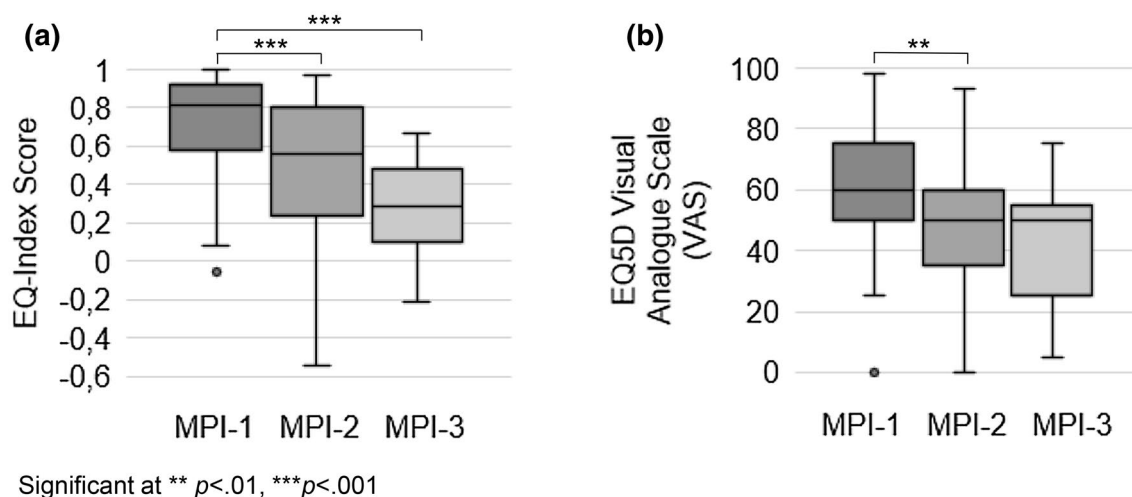 (a)
***
***
EQ-Index Score
1
0,8
0,6
0,4
0,2
0
-0,2
-0,4
-0,6
MPI-1 MPI-2 MPI-3
(b)
**
EQ5D Visual
Analogue Scale
(VAS)
100
80
60
40
20
0
MPI-1 MPI-2 MPI-3
Significant at ** p<.01, ***p<.001